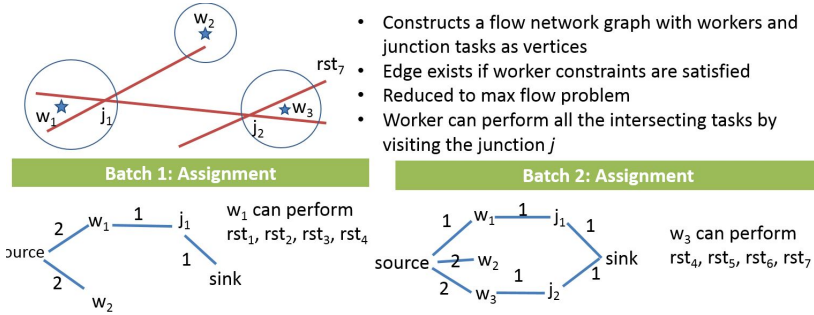 w2
rst7
w1
j1
w3
j2
• Constructs a flow network graph with workers and
junction tasks as vertices
• Edge exists if worker constraints are satisfied
• Reduced to max flow problem
• Worker can perform all the intersecting tasks by
visiting the junction j
Batch 1: Assignment
2
w1
1
j1
ource
1
2
sink
w2
w1 can perform
rst1, rst2, rst3, rst4
Batch 2: Assignment
1
w1
1
j1
1
source
2
w2
sink
2
w3
1
j2
1
w3 can perform
rst4, rst5, rst6, rst7